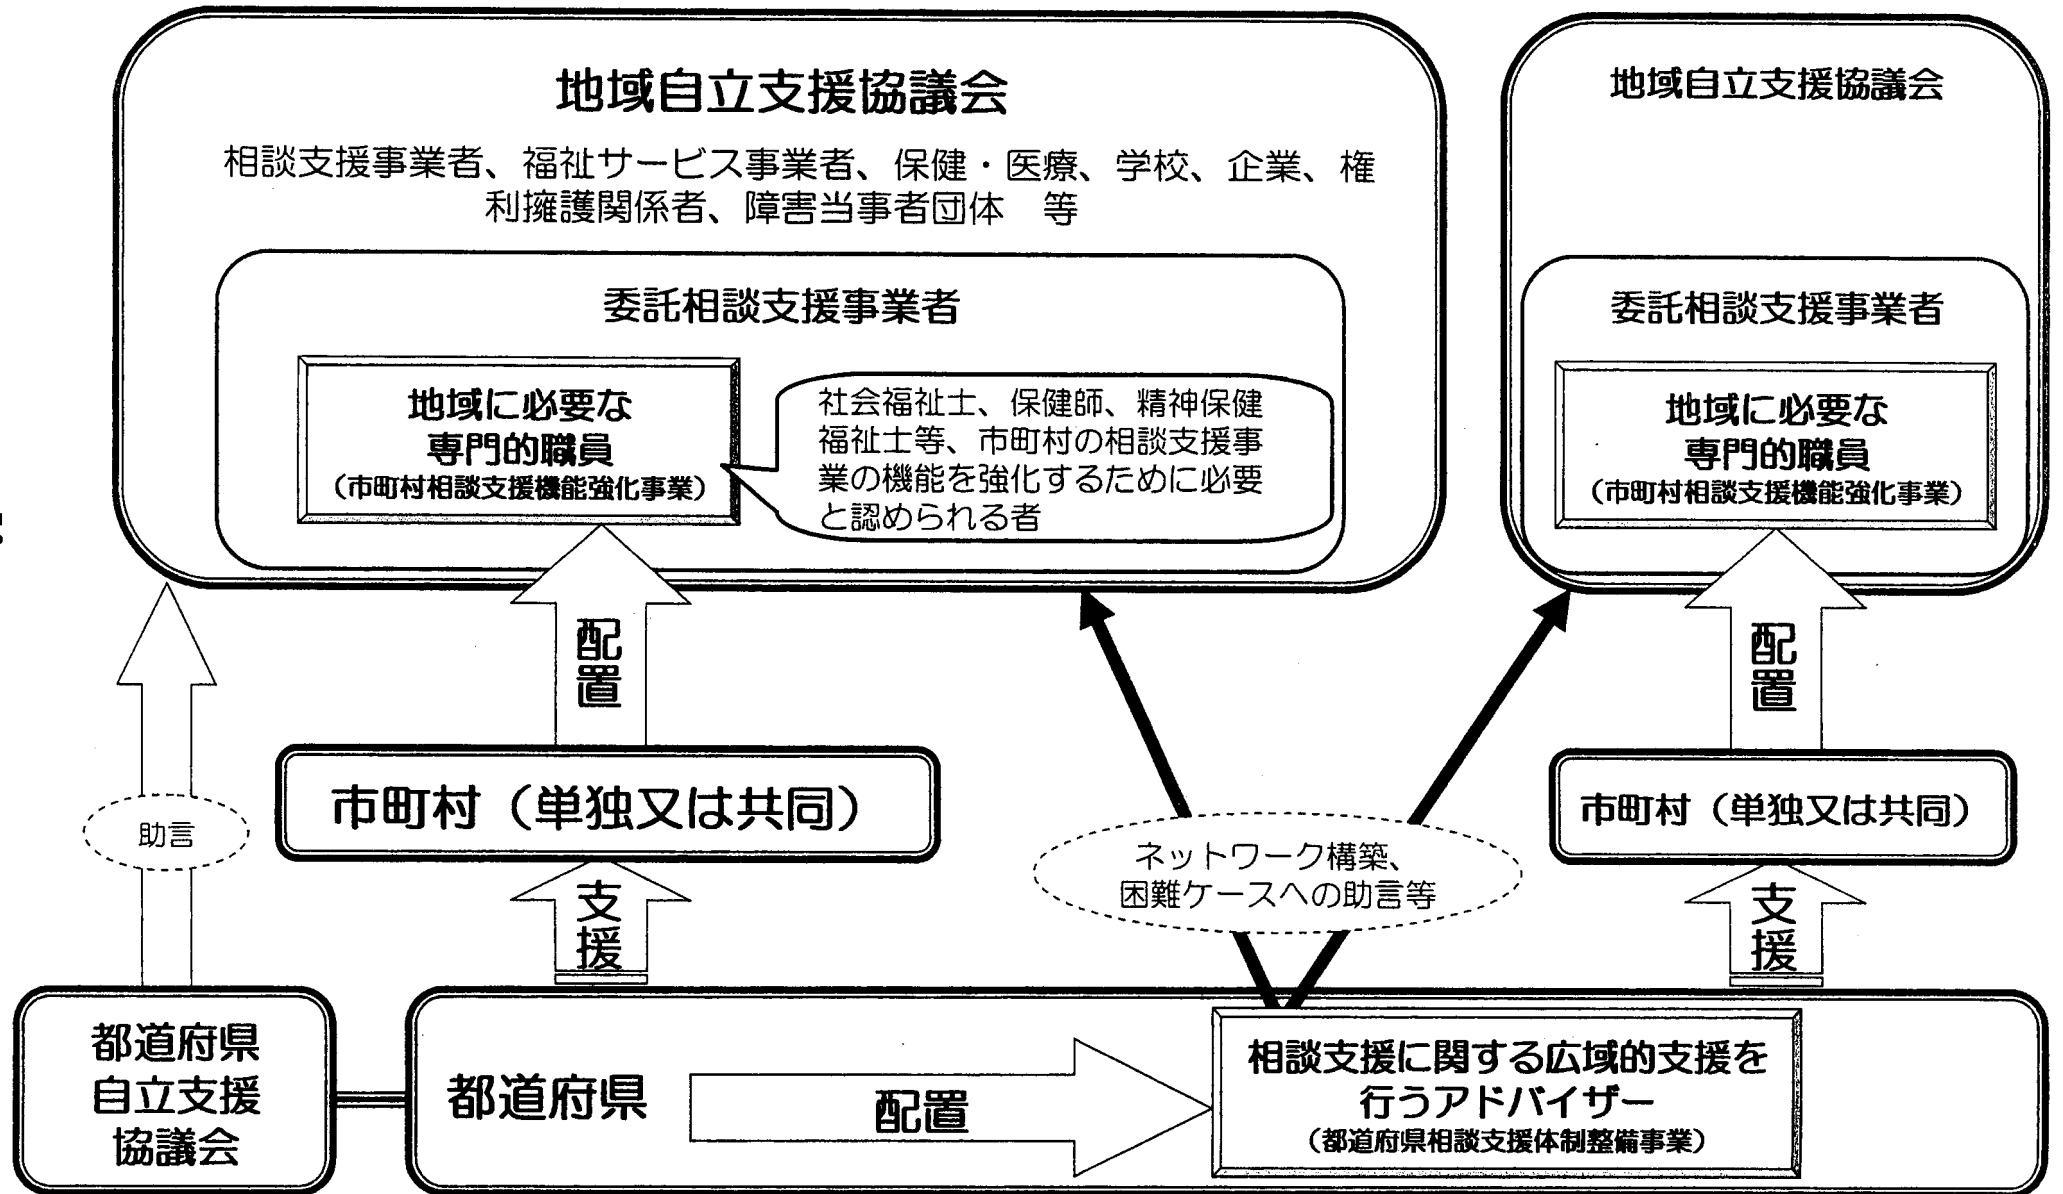 地域自立支援協議会
相談支援事業者、福祉サービス事業者、保健・医療、学校、企業、権
利擁護関係者、障害当事者団体　等
委託相談支援事業者
地域に必要な
専門的職員
（市町村相談支援機能強化事業）
社会福祉士、保健師、精神保健
福祉士等、市町村の相談支援事
業の機能を強化するために必要
と認められる者
地域自立支援協議会
委託相談支援事業者
地域に必要な
専門的職員
（市町村相談支援機能強化事業）
配置
配置
市町村（単独又は共同）
市町村（単独又は共同）
助言
ネットワーク構築、
困難ケースへの助言等
支援
支援
都道府県
自立支援
協議会
都道府県
配置
相談支援に関する広域的支援を
行うアドバイザー
（都道府県相談支援体制整備事業）